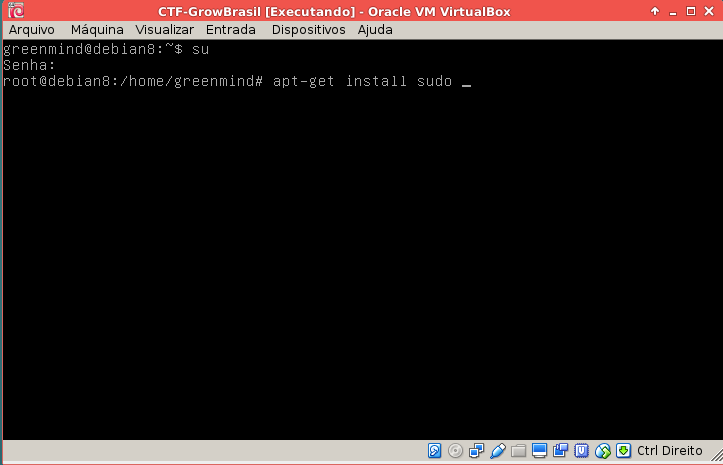 CTF-GrowBrasil [Executando] - Oracle VM VirtualBox
Arquivo Máquina Visualizar Entrada Dispositivos Ajuda
greenmind@debian8:~$ su
Senha:
root@debian8:/home/greenmind# apt-get install sudo _
Ctrl Direito